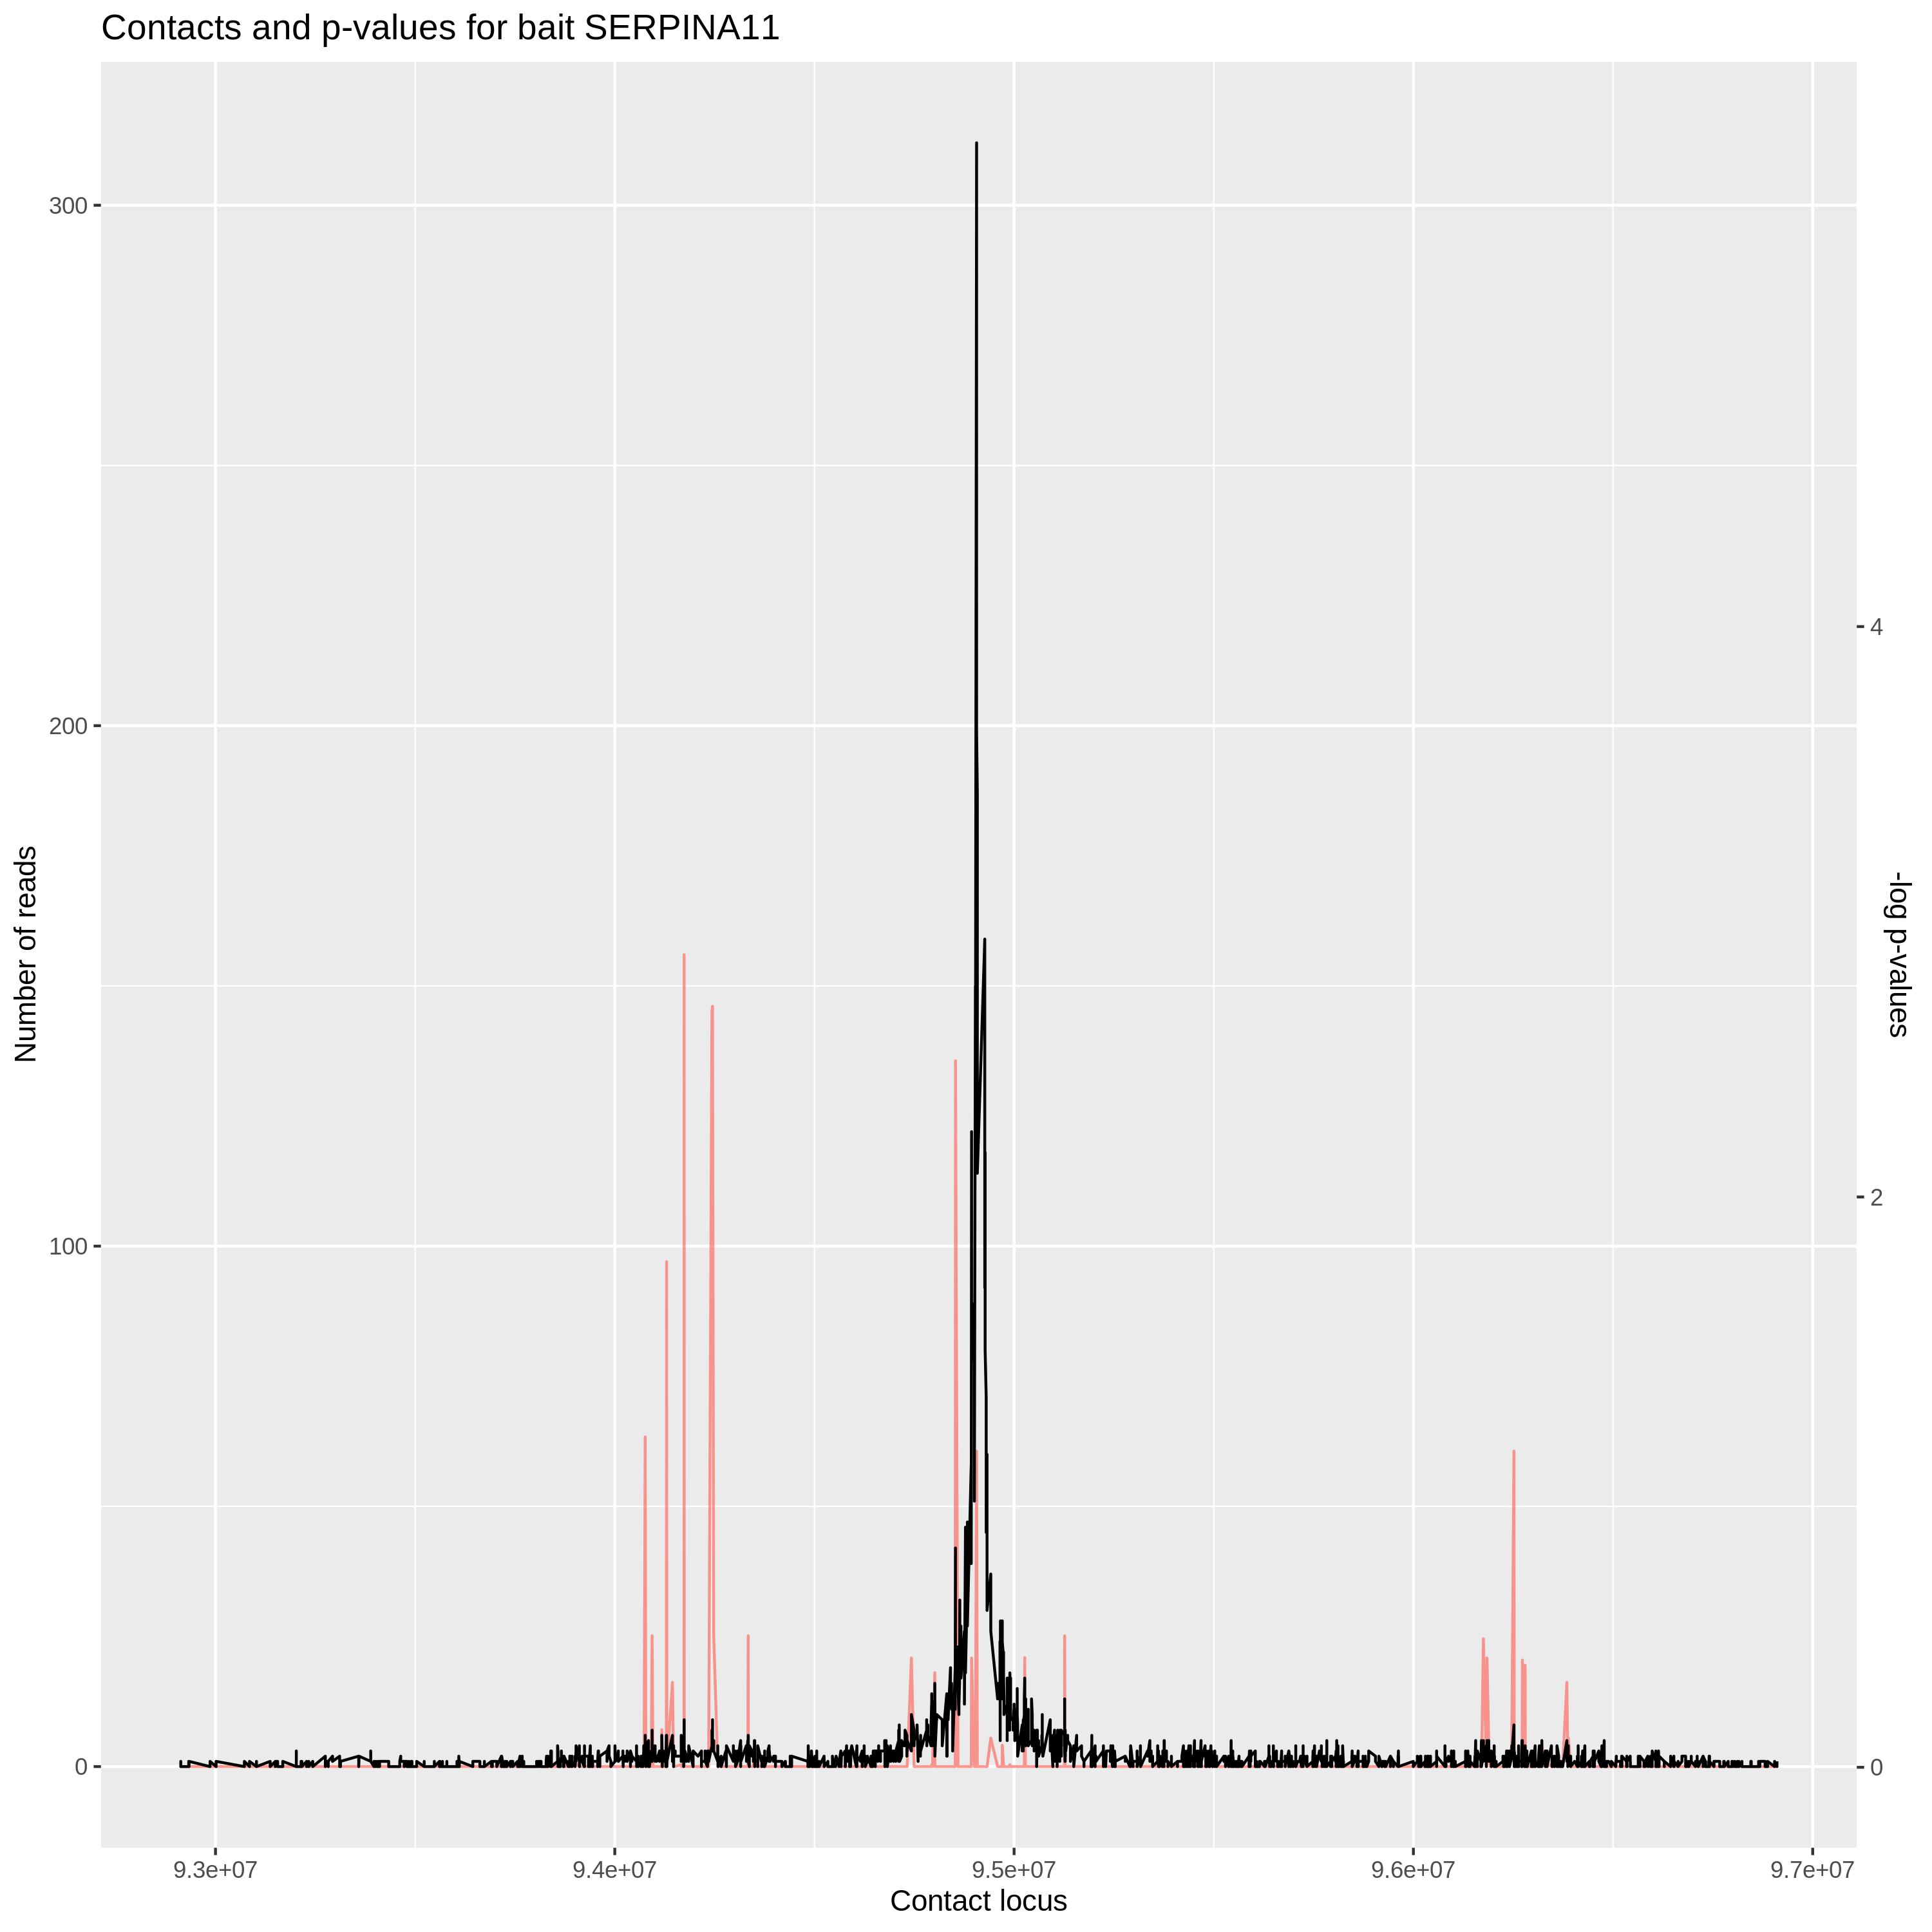 Contacts and p-values for bait SERPINA11
300
200
100
0
Number of reads
4
2
0
-log p-values
9.3e+07
9.4e+07
9.5e+07
9.6e+07
9.7e+07
Contact locus